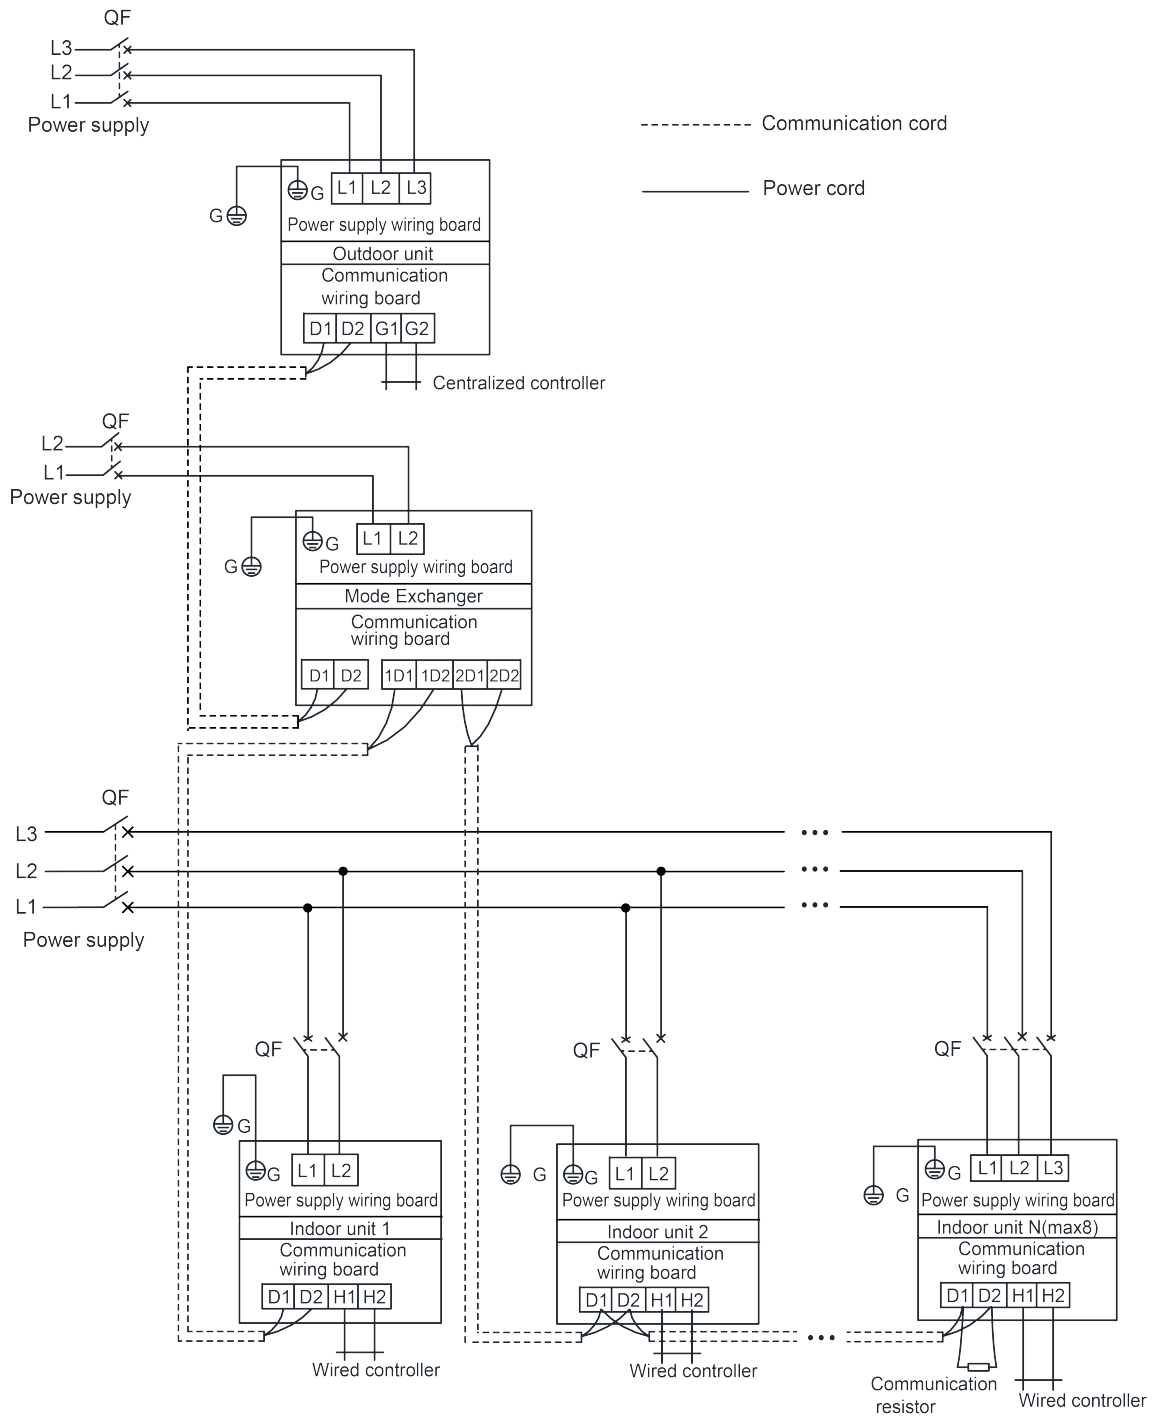 QF
L3
L2
L1
Power supply
Communication cord
Power cord
G
G
L1 L2 L3
Power supply wiring board
Outdoor unit
Communication
wiring board
D1 D2 G1 G2
Centralized controller
QF
L2
L1
Power supply
G
G
L1 L2
Power supply wiring board
Mode Exchanger
Communication
wiring board
D1 D2 1D1 1D2 2D1 2D2
QF
L3
L2
L1
Power supply
QF
G
G
L1 L2
Power supply wiring board
Indoor unit 1
Communication
wiring board
D1 D2 H1 H2
Wired controller
QF
G
G
L1 L2
Power supply wiring board
Indoor unit 2
Communication
wiring board
D1 D2 H1 H2
Wired controller
QF
G
G
L1 L2 L3
Power supply wiring board
Indoor unit N(max8)
Communication
wiring board
D1 D2 H1 H2
Communication
resistor
Wired controller